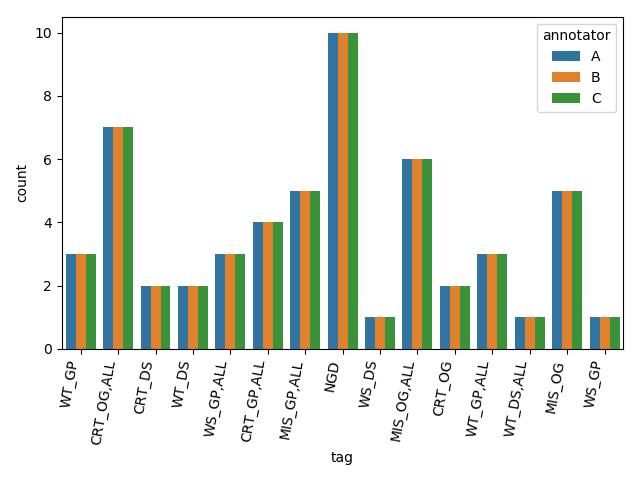 annotator
A
B
C
10
8
6
4
2
0
count
WT_GP
CRT_OG,ALL
CRT_DS
WT_DS
WS_GP,ALL
CRT_GP,ALL
MIS_GP,ALL
NGD
WS_DS
MIS_OG,ALL
CRT_OG
WT_GP,ALL
WT_DS,ALL
MIS_OG
WS_GP
tag